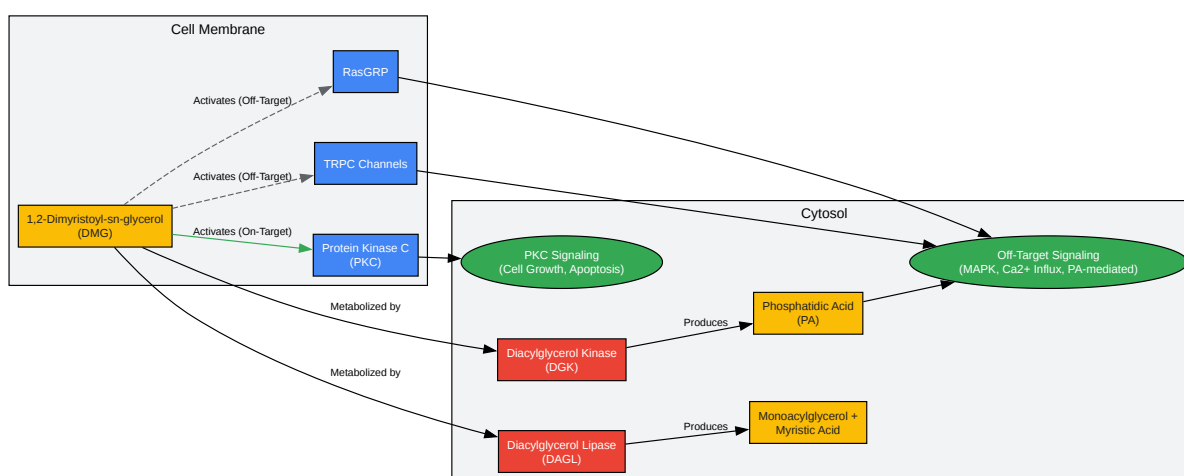 Cell Membrane
RasGRP
Activates (Off-Target)
TRPC Channels
Activates (Off-Target)
1,2-Dimyristoyl-sn-glycerol
(DMG)
Activates (On-Target)
Protein Kinase C
(PKC)
Cytosol
PKC Signaling
(Cell Growth, Apoptosis)
Off-Target Signaling
(MAPK, Ca2+ Influx, PA-mediated)
Metabolized by
Phosphatidic Acid
(PA)
Produces
Diacylglycerol Kinase
(DGK)
Metabolized by
Monoacylglycerol +
Myristic Acid
Produces
Diacylglycerol Lipase
(DAGL)